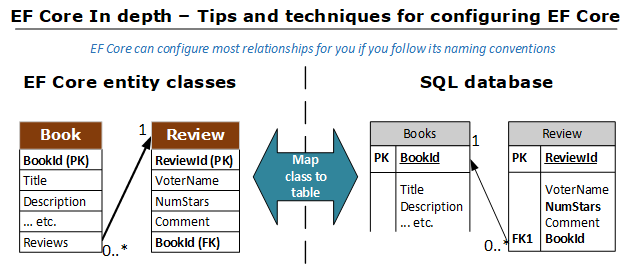 EF Core In depth – Tips and techniques for configuring EF Core
EF Core can configure most relationships for you if you follow its naming conventions
EF Core entity classes
Book
BookId (PK)
Title
Description
... etc.
Reviews
1
0..*
Review
ReviewId (PK)
VoterName
NumStars
Comment
BookId (FK)
Map
class to
table
SQL database
Books
PK BookId
Title
Description
... etc.
1
0..*
Review
PK ReviewId
VoterName
NumStars
Comment
FK1 BookId